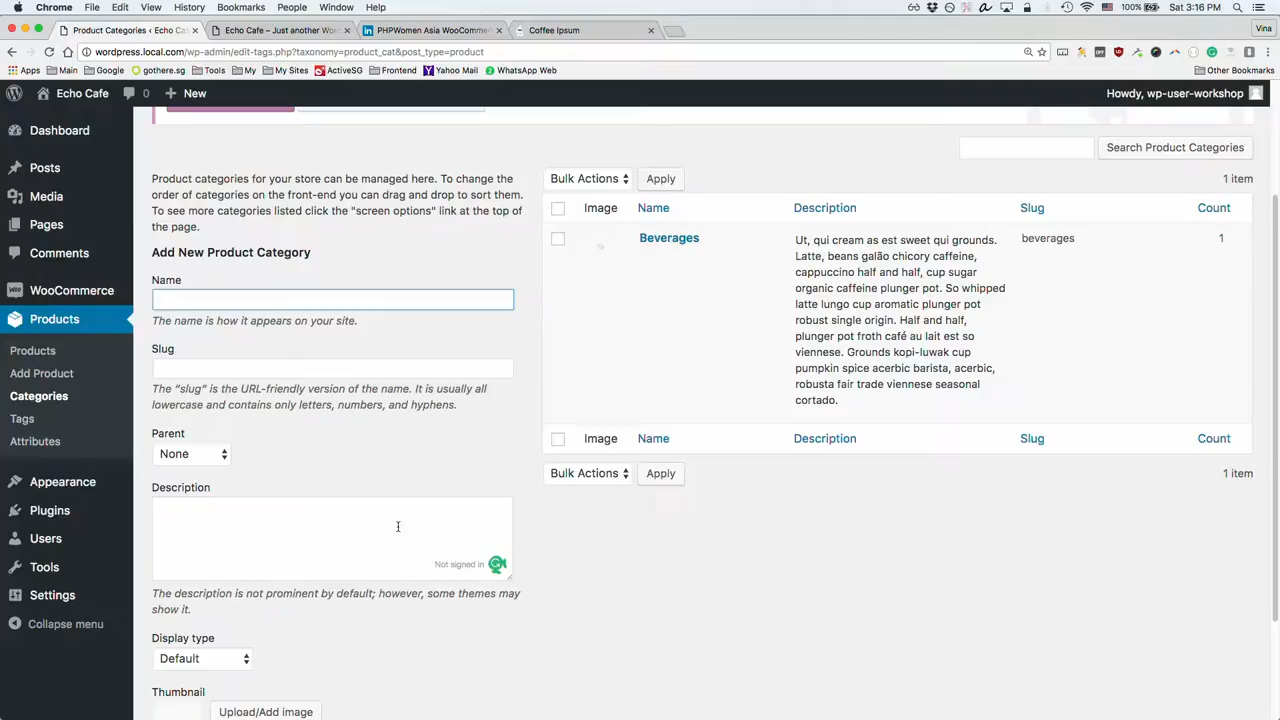 Chrome File Edit View History Bookmarks People Window Help 100% Sat 3:16 PM
Product Categories ‹ Echo Ca × Echo Cafe – Just another Wor × PHPWomen Asia WooComme × Coffee Ipsum × Vina
wordpress.local.com/wp-admin/edit-tags.php?taxonomy=product_cat&post_type=product
Apps Main Google gothere.sg Tools My My Sites ActiveSG Frontend Yahoo Mail WhatsApp Web Other Bookmarks
Echo Cafe 0 + New Howdy, wp-user-workshop
Dashboard
Posts
Media
Pages
Comments
WooCommerce
Products
Products
Add Product
Categories
Tags
Attributes
Appearance
Plugins
Users
Tools
Settings
Collapse menu
Search Product Categories
Product categories for your store can be managed here. To change the
order of categories on the front-end you can drag and drop to sort them.
To see more categories listed click the "screen options" link at the top of
the page.
Add New Product Category
Name
The name is how it appears on your site.
Slug
The “slug” is the URL-friendly version of the name. It is usually all
lowercase and contains only letters, numbers, and hyphens.
Parent
None
Description
Not signed in
The description is not prominent by default; however, some themes may
show it.
Display type
Default
Thumbnail
Upload/Add image
Bulk Actions Apply 1 item
Image Name Description Slug Count
Beverages
Ut, qui cream as est sweet qui grounds.
Latte, beans galão chicory caffeine,
cappuccino half and half, cup sugar
organic caffeine plunger pot. So whipped
latte lungo cup aromatic plunger pot
robust single origin. Half and half,
plunger pot froth café au lait est so
viennese. Grounds kopi-luwak cup
pumpkin spice acerbic barista, acerbic,
robusta fair trade viennese seasonal
cortado.
beverages
1
Image Name Description Slug Count
Bulk Actions Apply 1 item